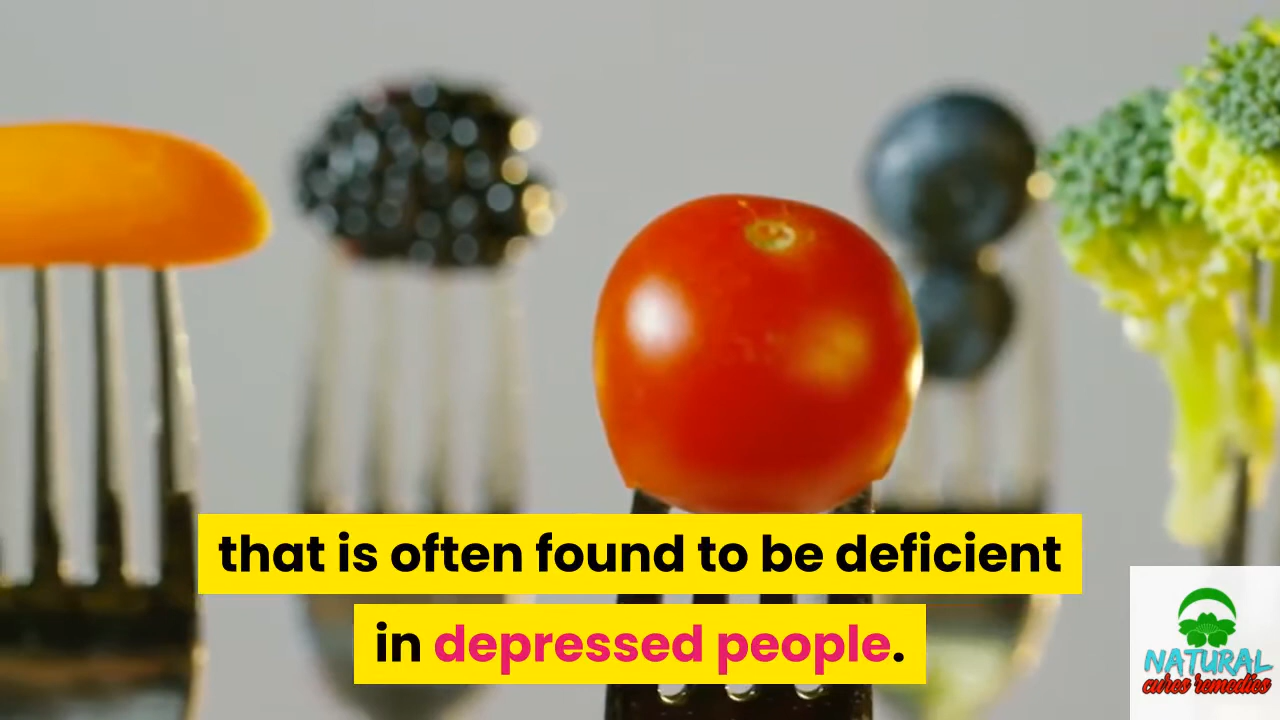 that is often found to be deficient
in depressed people.
NATURAL
cures remedies